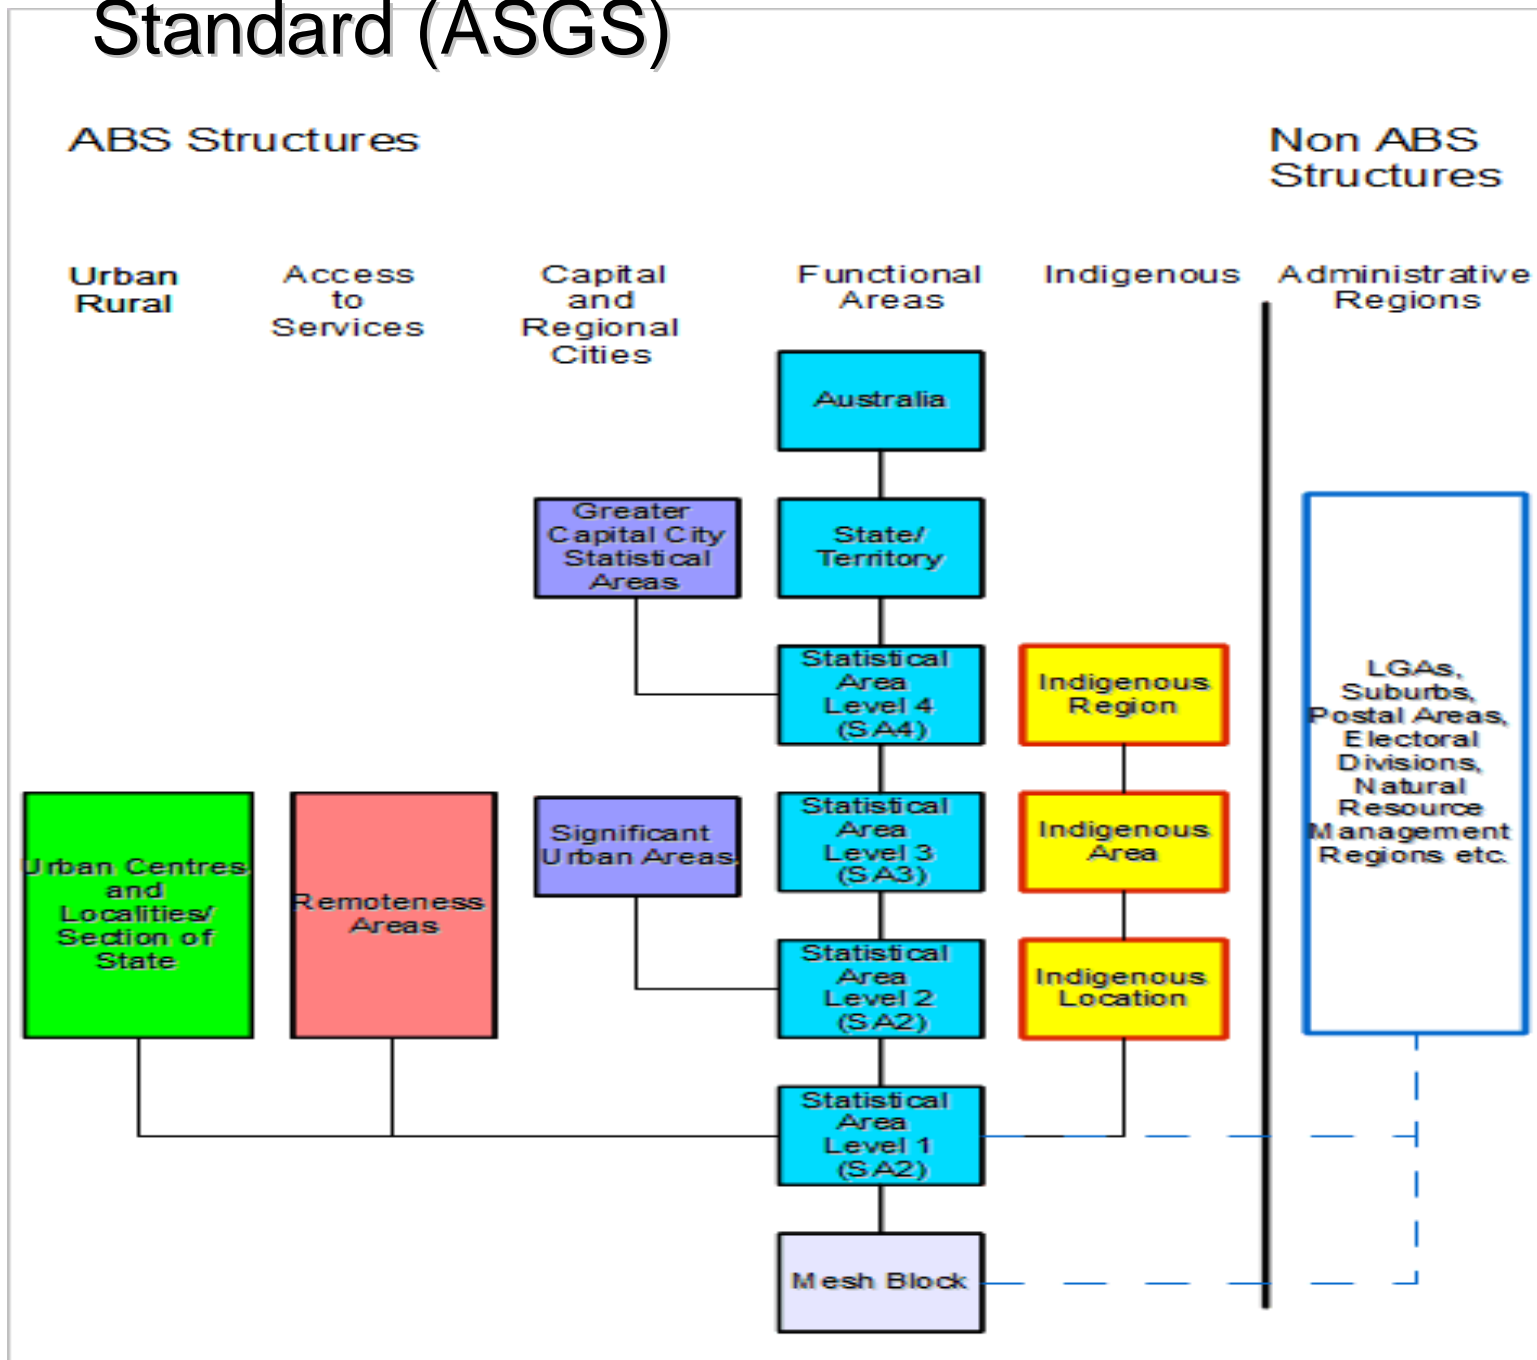 Standard (ASGS)
ABS Structures
Non ABS
Structures
Urban
Rural
Access
to
Services
Capital
and
Regional
Cities
Functional
Areas
Indigenous
Administrative
Regions
Australia
Greater
Capital City
Statistical
Areas
State/
Territory
Statistical
Area
Level 4
(SA4)
Indigenous
Region
LGAs,
Suburbs,
Postal Areas,
Electoral
Divisions,
Natural
Resource
Management
Regions etc.
Urban Centres
and
Localities/
Section of
State
Remoteness
Areas
Significant
Urban Areas
Statistical
Area
Level 3
(SA3)
Indigenous
Area
Statistical
Area
Level 2
(SA2)
Indigenous
Location
Statistical
Area
Level 1
(SA2)
Mesh Block